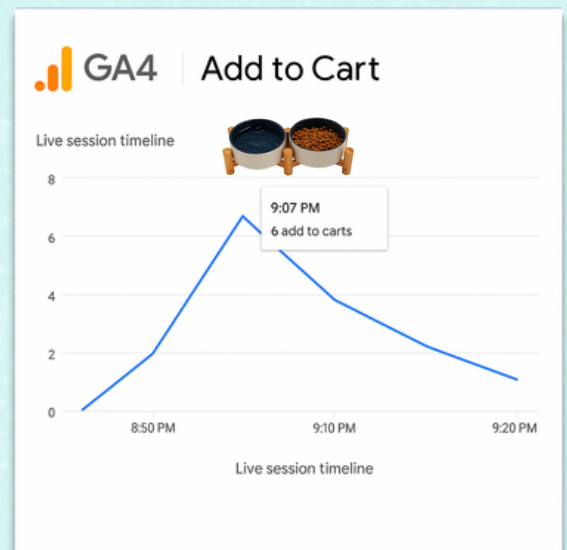 GA4 Add to Cart
Live session timeline
8
9:07 PM
6 add to carts
6
4
2
0
8:50 PM 9:10 PM 9:20 PM
Live session timeline